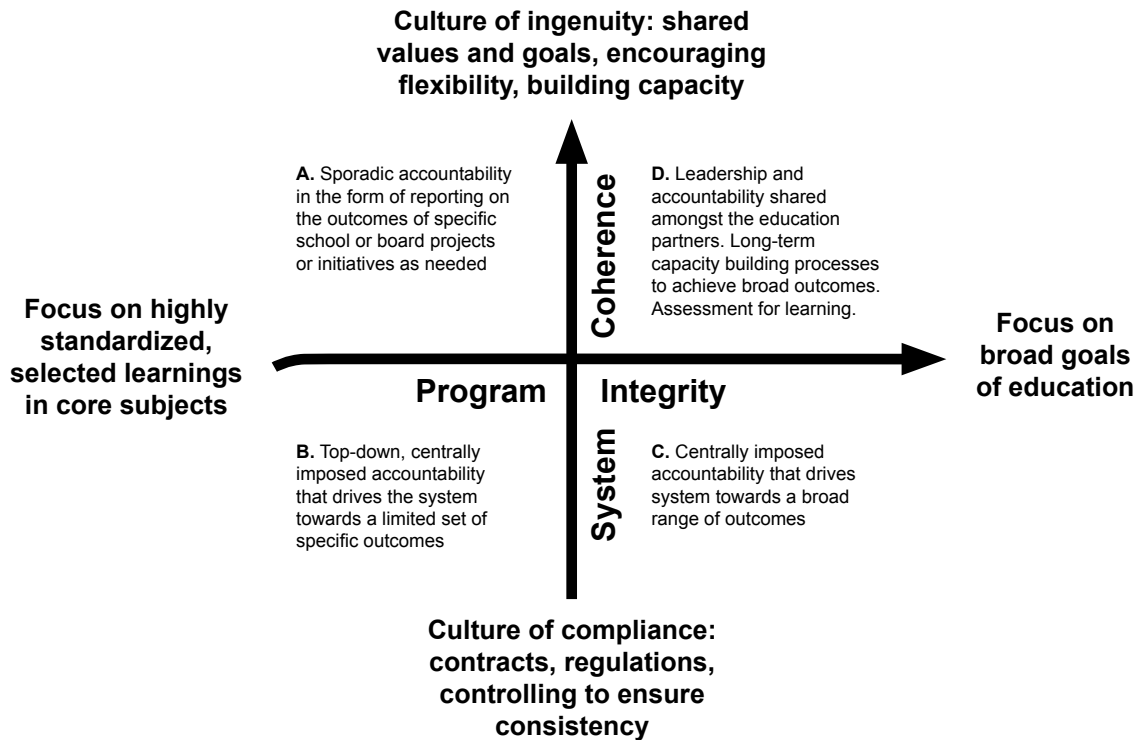 Culture of ingenuity: shared
values and goals, encouraging
flexibility, building capacity
A. Sporadic accountability
in the form of reporting on
the outcomes of specific
school or board projects
or initiatives as needed
Coherence
D. Leadership and
accountability shared
amongst the education
partners. Long-term
capacity building processes
to achieve broad outcomes.
Assessment for learning.
Focus on highly
standardized,
selected learnings
in core subjects
Focus on
broad goals
of education
Program Integrity
B. Top-down, centrally
imposed accountability
that drives the system
towards a limited set of
specific outcomes
System
C. Centrally imposed
accountability that drives
system towards a broad
range of outcomes
Culture of compliance:
contracts, regulations,
controlling to ensure
consistency